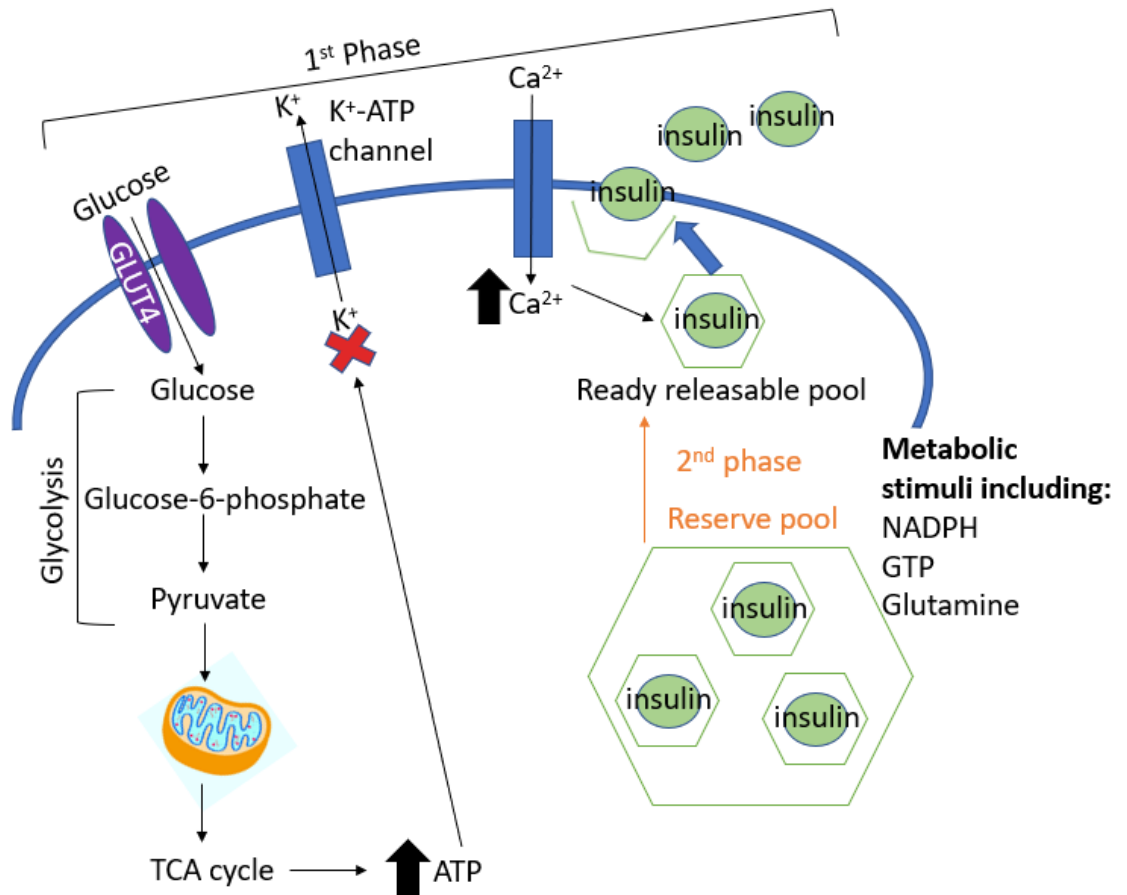 1st Phase
K+
K+-ATP
channel
Ca2+
insulin
insulin
insulin
Glucose
GLUT4
K+
Ca2+
insulin
Glucose
Ready releasable pool
Glycolysis
Glucose-6-phosphate
2nd phase
Reserve pool
Metabolic
stimuli including:
NADPH
GTP
Glutamine
Pyruvate
insulin
insulin
insulin
TCA cycle
ATP